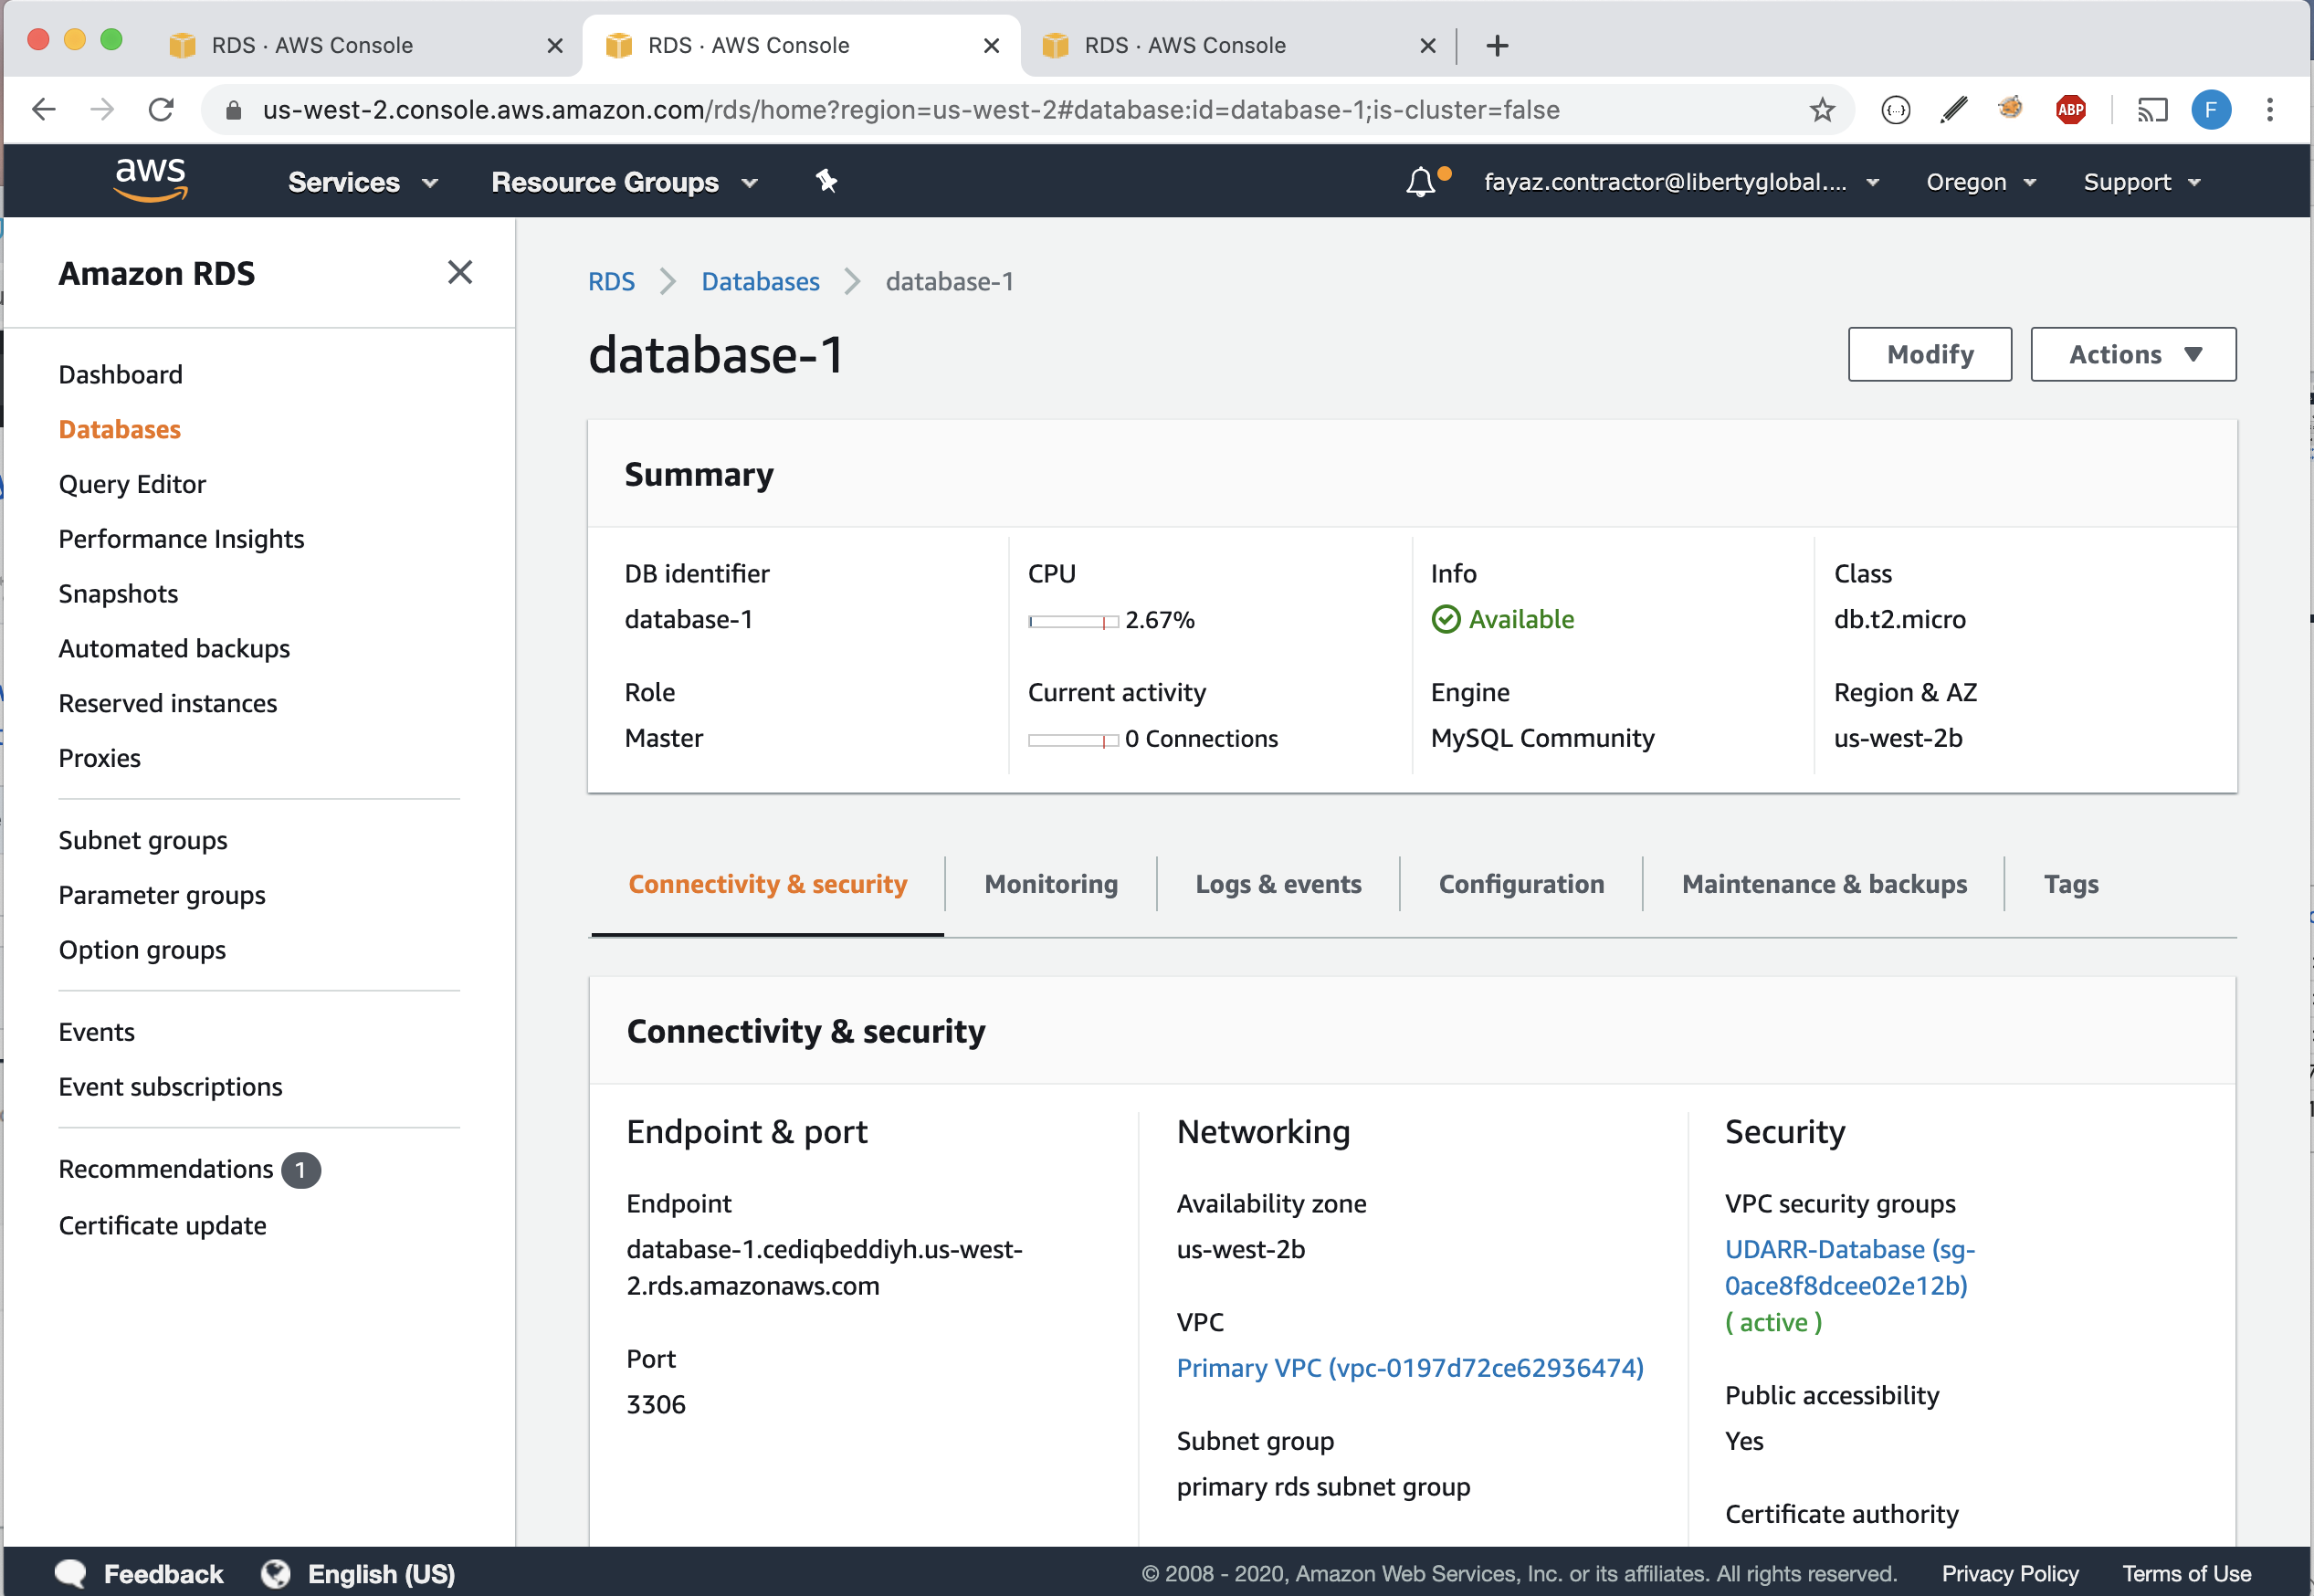 RDS · AWS Console
RDS · AWS Console
RDS · AWS Console
us-west-2.console.aws.amazon.com/rds/home?region=us-west-2#database:id=database-1;is-cluster=false
ABP
F
aws
Services
Resource Groups
fayaz.contractor@libertyglobal....
Oregon
Support
Amazon RDS
Dashboard
Databases
Query Editor
Performance Insights
Snapshots
Automated backups
Reserved instances
Proxies
Subnet groups
Parameter groups
Option groups
Events
Event subscriptions
Recommendations 1
Certificate update
RDS > Databases > database-1
database-1
Modify
Actions
Summary
DB identifier
database-1
CPU
2.67%
Info
Available
Class
db.t2.micro
Role
Master
Current activity
0 Connections
Engine
MySQL Community
Region & AZ
us-west-2b
Connectivity & security
Monitoring
Logs & events
Configuration
Maintenance & backups
Tags
Connectivity & security
Endpoint & port
Endpoint
database-1.cediqbeddiyh.us-west-
2.rds.amazonaws.com
Port
3306
Networking
Availability zone
us-west-2b
VPC
Primary VPC (vpc-0197d72ce62936474)
Subnet group
primary rds subnet group
Security
VPC security groups
UDARR-Database (sg-
0ace8f8dcee02e12b)
( active )
Public accessibility
Yes
Certificate authority
Feedback
English (US)
© 2008 - 2020, Amazon Web Services, Inc. or its affiliates. All rights reserved.
Privacy Policy
Terms of Use